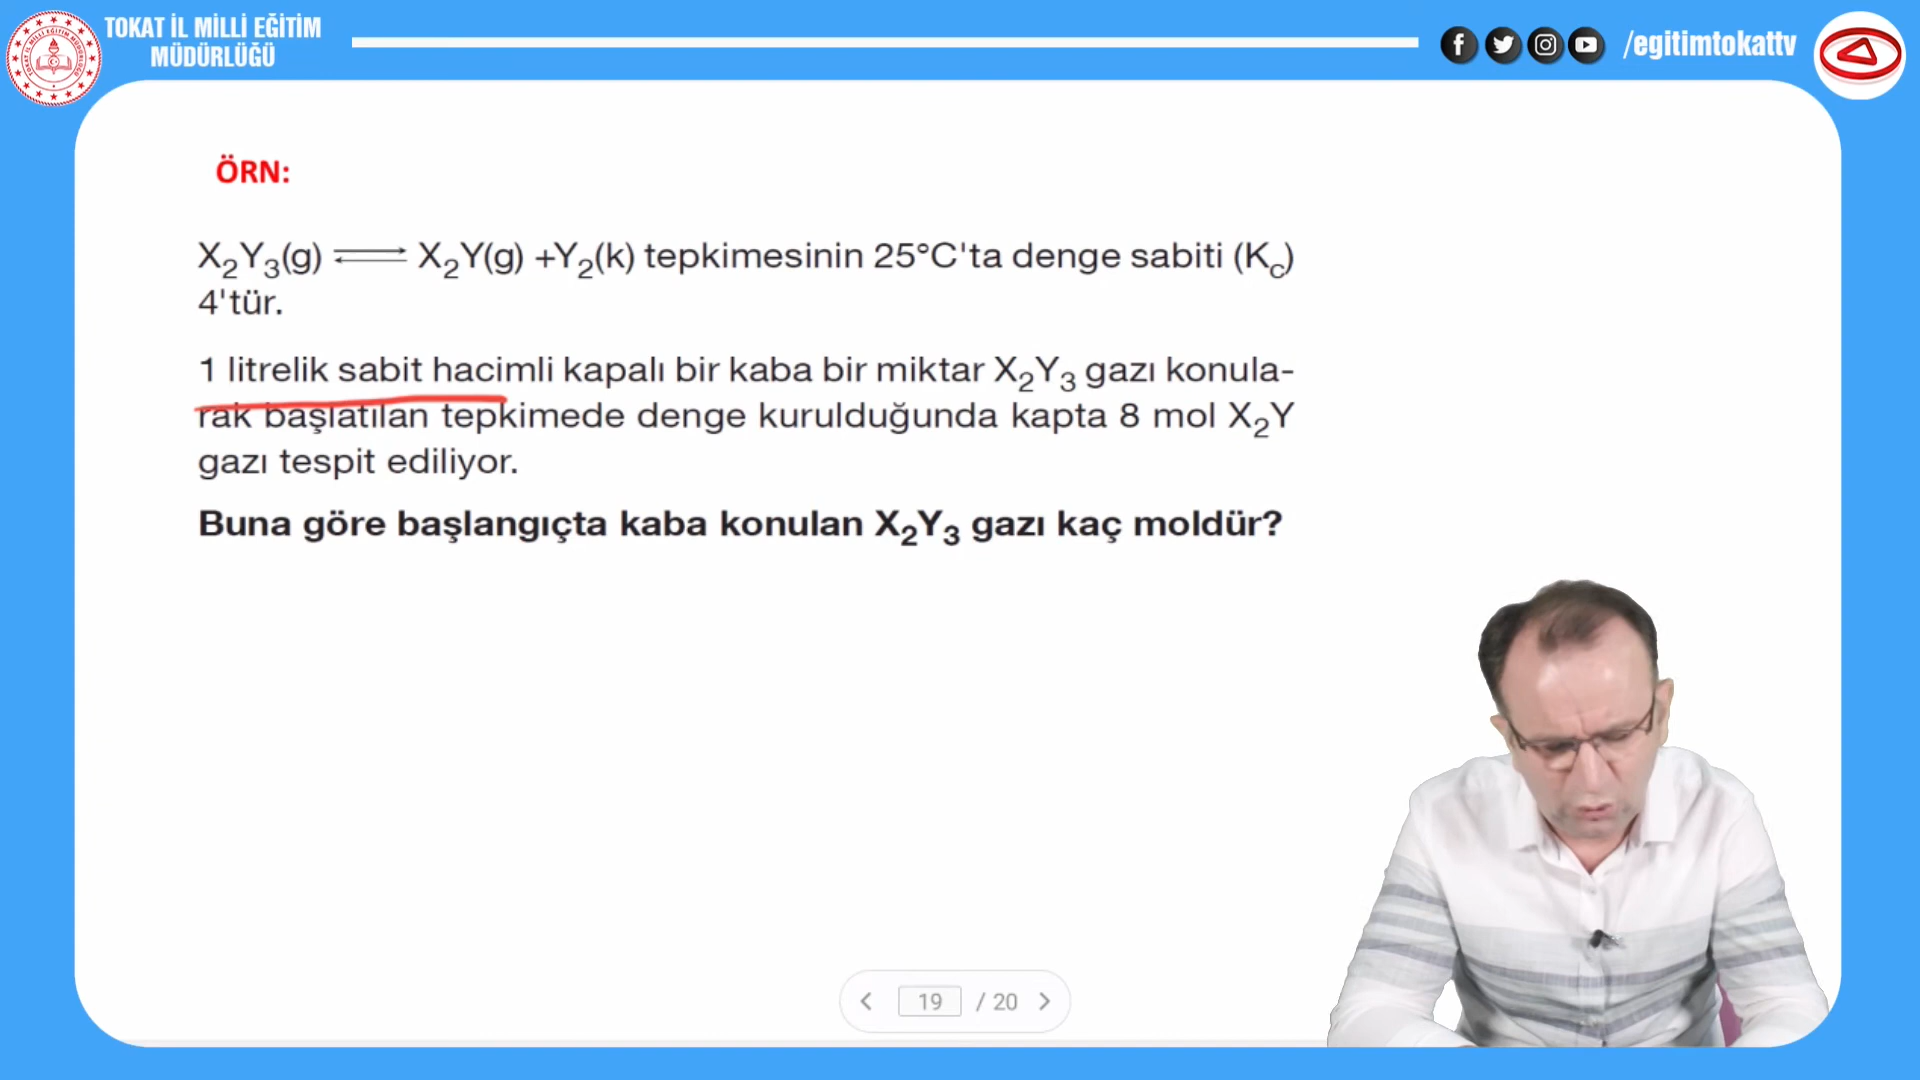 TOKAT İL MİLLİ EĞİTİM
MÜDÜRLÜĞÜ
/egitimtokattv
ÖRN:
X₂Y₃(g) ⇌ X₂Y(g) +Y₂(k) tepkimesinin 25°C'ta denge sabiti (K꜀)
4'tür.
1 litrelik sabit hacimli kapalı bir kaba bir miktar X₂Y₃ gazı konula-
rak başlatılan tepkimede denge kurulduğunda kapta 8 mol X₂Y
gazı tespit ediliyor.
Buna göre başlangıçta kaba konulan X₂Y₃ gazı kaç moldür?
19 / 20